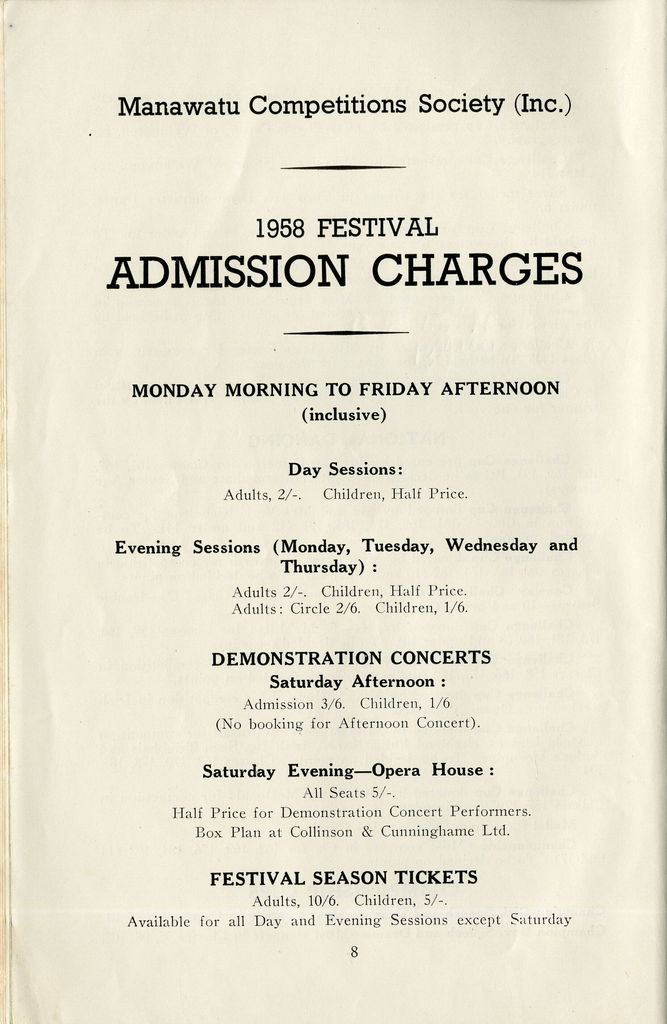 Manawatu Competitions Society (Inc.)
1958 FESTIVAL
ADMISSION CHARGES
MONDAY MORNING TO FRIDAY AFTERNOON
(inclusive)
Day Sessions:
Adults, 2/-. Children, Half Price.
Evening Sessions (Monday, Tuesday, Wednesday and
Thursday) :
Adults 2/-. Children, Half Price.
Adults: Circle 2/6. Children, 1/6.
DEMONSTRATION CONCERTS
Saturday Afternoon :
Admission 3/6. Children, 1/6
(No booking for Afternoon Concert).
Saturday Evening—Opera House :
All Seats 5/-.
Half Price for Demonstration Concert Performers.
Box Plan at Collinson & Cunninghame Ltd.
FESTIVAL SEASON TICKETS
Adults, 10/6. Children, 5/-.
Available for all Day and Evening Sessions except Saturday
8